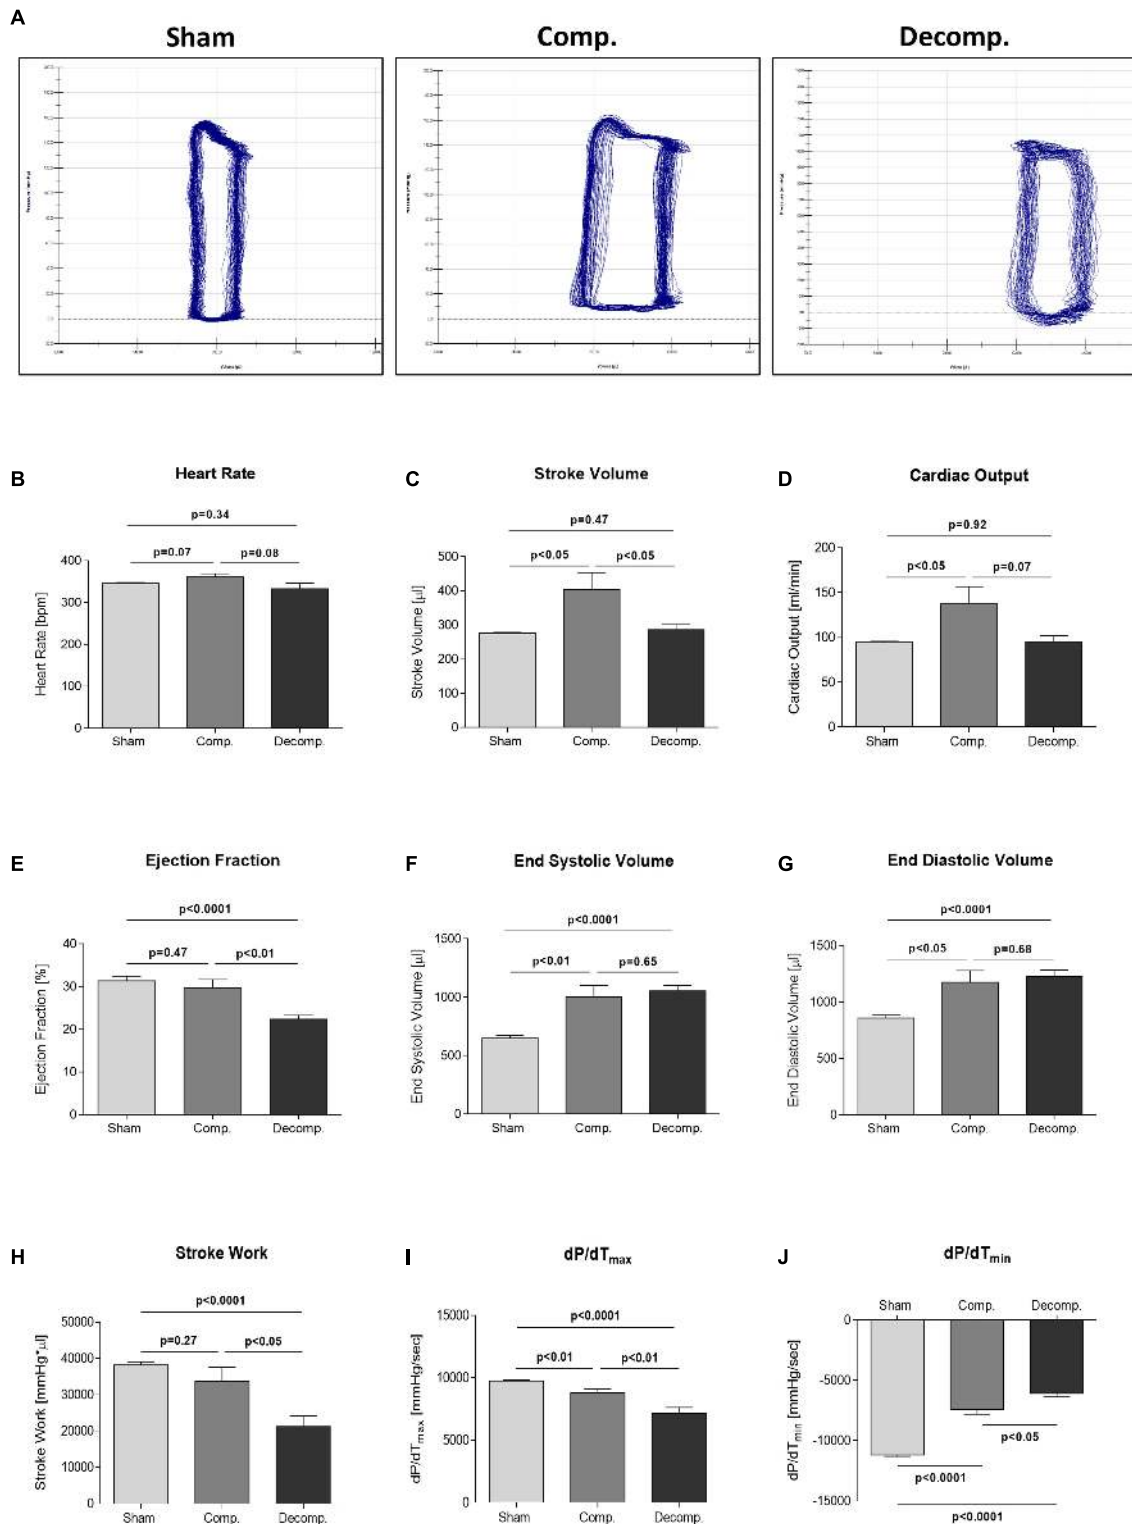 A
Sham
Comp.
Decomp.
B
Heart Rate
p=0.34
p=0.07
p=0.08
400
300
200
100
0
Heart Rate [bpm]
Sham
Comp.
Decomp.
C
Stroke Volume
p=0.47
p<0.05
p<0.05
500
400
300
200
100
0
Stroke Volume [µl]
Sham
Comp.
Decomp.
D
Cardiac Output
p=0.92
p<0.05
p=0.07
200
150
100
50
0
Cardiac Output [ml/min]
Sham
Comp.
Decomp.
E
Ejection Fraction
p<0.0001
p=0.47
p<0.01
40
30
20
10
0
Ejection Fraction [%]
Sham
Comp.
Decomp.
F
End Systolic Volume
p<0.0001
p<0.01
p=0.65
1500
1000
500
0
End Systolic Volume [µl]
Sham
Comp.
Decomp.
G
End Diastolic Volume
p<0.0001
p<0.05
p=0.68
1500
1000
500
0
End Diastolic Volume [µl]
Sham
Comp.
Decomp.
H
Stroke Work
p<0.0001
p=0.27
p<0.05
50000
40000
30000
20000
10000
0
Stroke Work [mmHg*µl]
Sham
Comp.
Decomp.
I
dP/dTmax
p<0.0001
p<0.01
p<0.01
15000
10000
5000
0
dP/dTmax [mmHg/sec]
Sham
Comp.
Decomp.
J
dP/dTmin
Sham
Comp.
Decomp.
0
-5000
-10000
-15000
dP/dTmin [mmHg/sec]
p<0.05
p<0.0001
p<0.0001